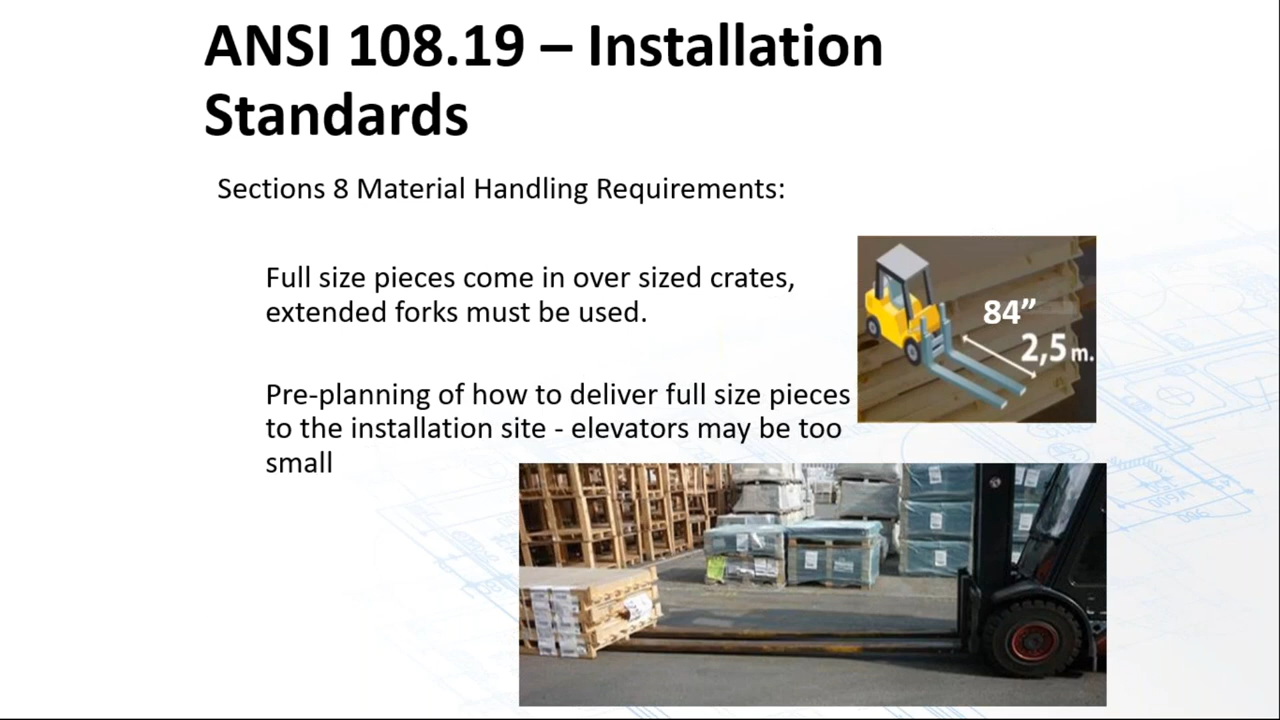 ANSI 108.19 – Installation
Standards
Sections 8 Material Handling Requirements:
Full size pieces come in over sized crates,
extended forks must be used.
84”
2,5 m.
Pre-planning of how to deliver full size pieces
to the installation site - elevators may be too
small